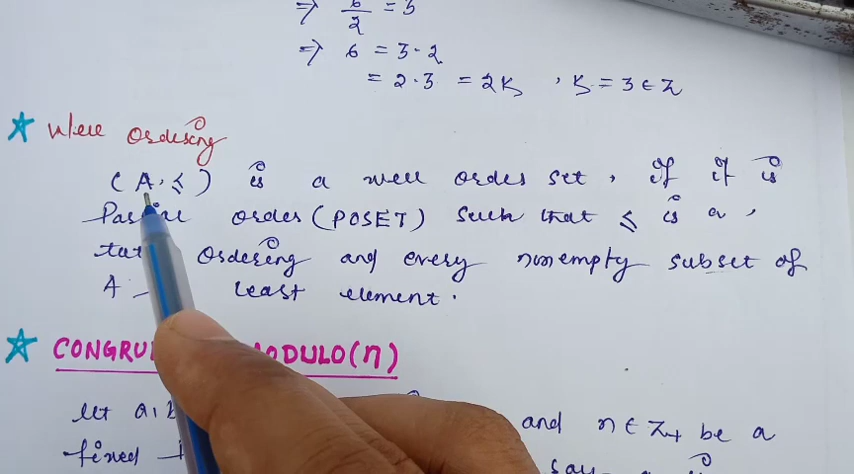 ⇒ 6/2 = 3
⇒ 6 = 3·2
= 2·3 = 2K , K = 3 ∈ Z
★ Well Ordering
(A, ≤) is a well order set, if it is
Partial order (POSET) such that ≤ is a,
total ordering and every nonempty subset of
A least element.
★ CONGRU MODULO(n)
let a, b and n ∈ Z+ be a
fixed say